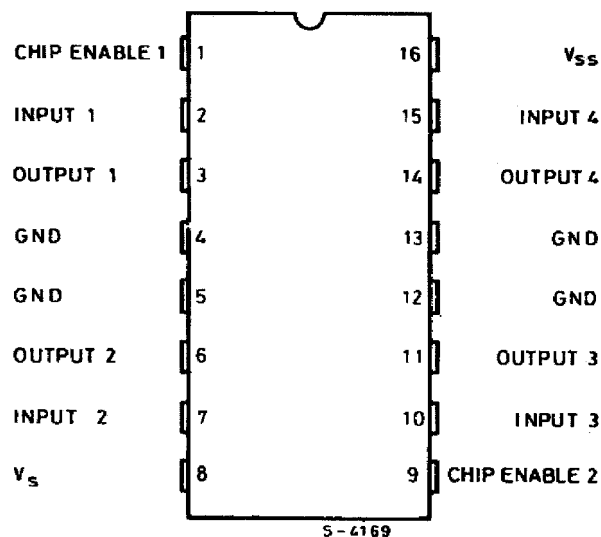 CHIP ENABLE 1 1 16 Vss
INPUT 1 2 15 INPUT 4
OUTPUT 1 3 14 OUTPUT 4
GND 4 13 GND
GND 5 12 GND
OUTPUT 2 6 11 OUTPUT 3
INPUT 2 7 10 INPUT 3
Vs 8 9 CHIP ENABLE 2
S-4169